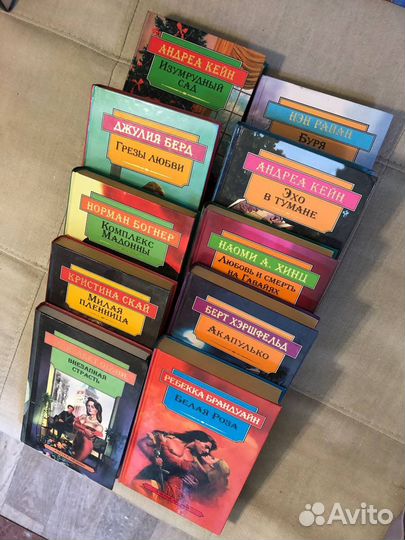 АНДРЕА КЕЙН
ИЗУМРУДНЫЙ
САД
ДЖУЛИЯ БЕРД
ГРЕЗЫ ЛЮБВИ
НОРМАН БОГНЕР
КОМПЛЕКС
МАДОННЫ
КРИСТИНА СКАЙ
МИЛАЯ
ПЛЕННИЦА
ВНЕЗАПНАЯ
СТРАСТЬ
НЭН РАЙАН
БУРЯ
АНДРЕА КЕЙН
ЭХО
В ТУМАНЕ
НАОМИ А. ХИНЦ
ЛЮБОВЬ И СМЕРТЬ
НА ГАВАЙЯХ
БЕРТ ХЭРШФЕЛЬД
АКАПУЛЬКО
РЕБЕККА БРАНДУАЙН
БЕЛАЯ РОЗА
Avito